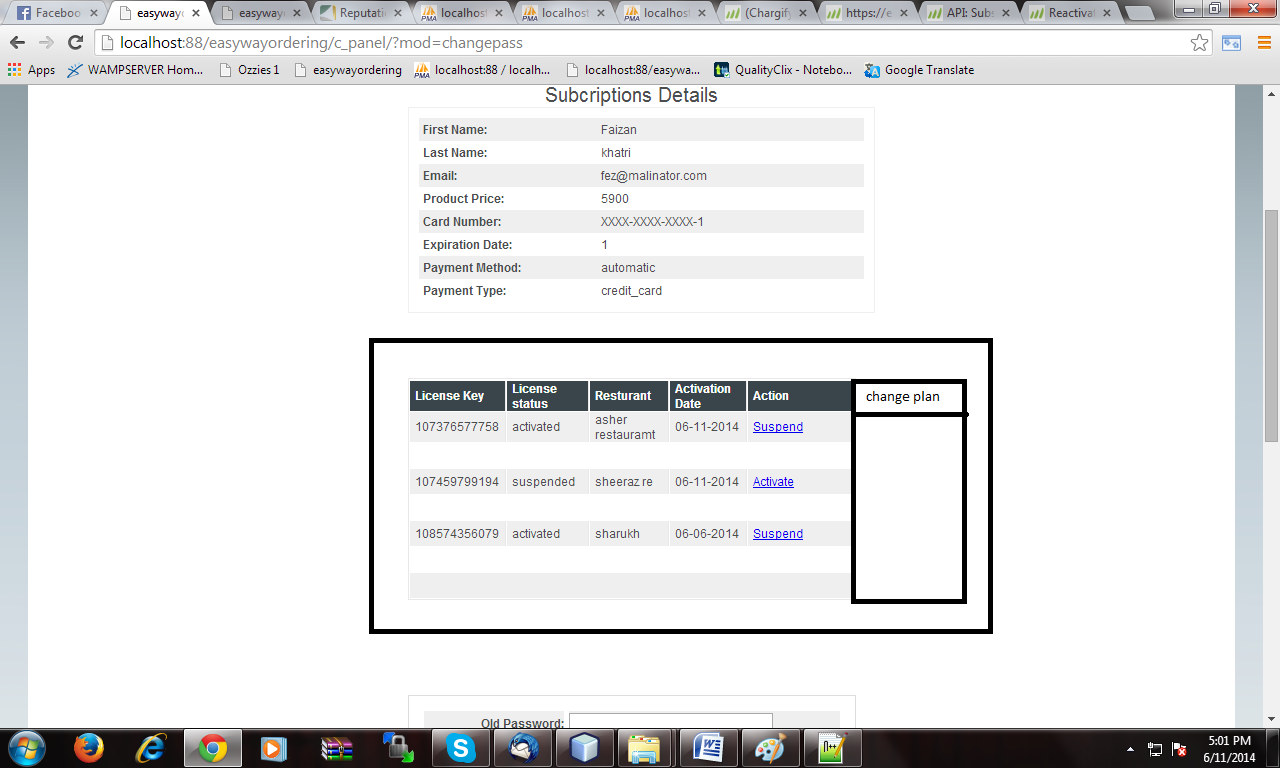 Faceboo
easywayo
easyway
Reputati
localhost
localhost
localhost
(Chargify
https://e
API: Subs
Reactivat
localhost:88/easywayordering/c_panel/?mod=changepass
Apps WAMPSERVER Hom... Ozzies 1 easywayordering localhost:88 / localh... localhost:88/easywa... QualityClix - Notebo... Google Translate
Subcriptions Details
First Name: Faizan
Last Name: khatri
Email: fez@malinator.com
Product Price: 5900
Card Number: XXXX-XXXX-XXXX-1
Expiration Date: 1
Payment Method: automatic
Payment Type: credit_card
License Key License status Resturant Activation Date Action change plan
107376577758 activated asher restauramt 06-11-2014 Suspend
107459799194 suspended sheeraz re 06-11-2014 Activate
108574356079 activated sharukh 06-06-2014 Suspend
Old Password:
5:01 PM
6/11/2014